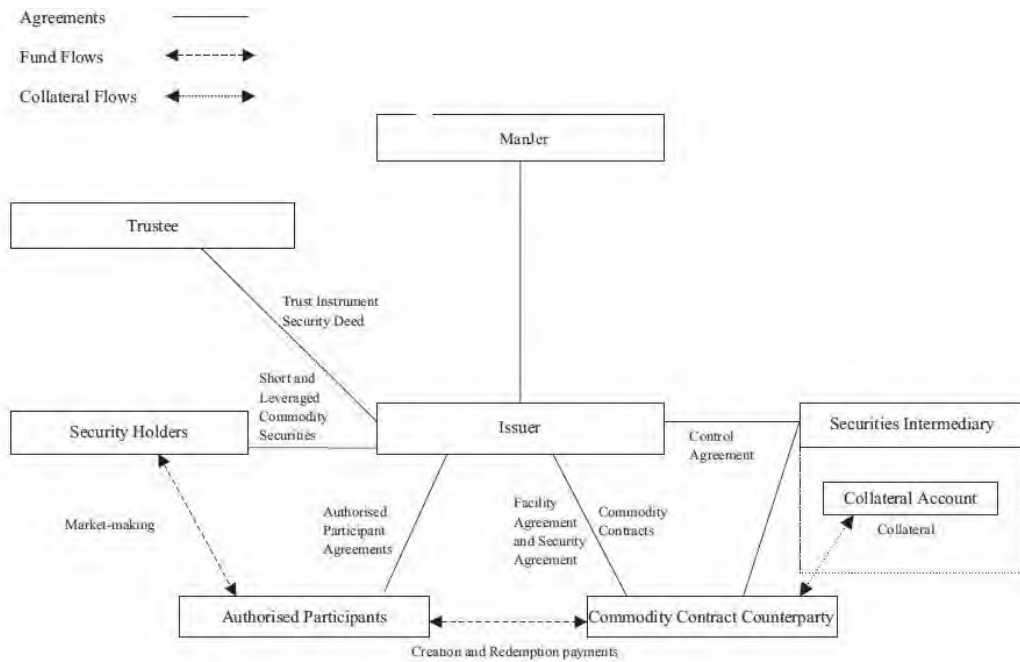 Agreements
Fund Flows
Collateral Flows
ManJer
Trustee
Trust Instrument
Security Deed
Short and
Leveraged
Commodity
Securities
Security Holders
Issuer
Control
Agreement
Securities Intermediary
Collateral Account
Collateral
Market-making
Authorised
Participant
Agreements
Facility
Agreement
and Security
Agreement
Commodity
Contracts
Authorised Participants
Commodity Contract Counterparty
Creation and Redemption payments